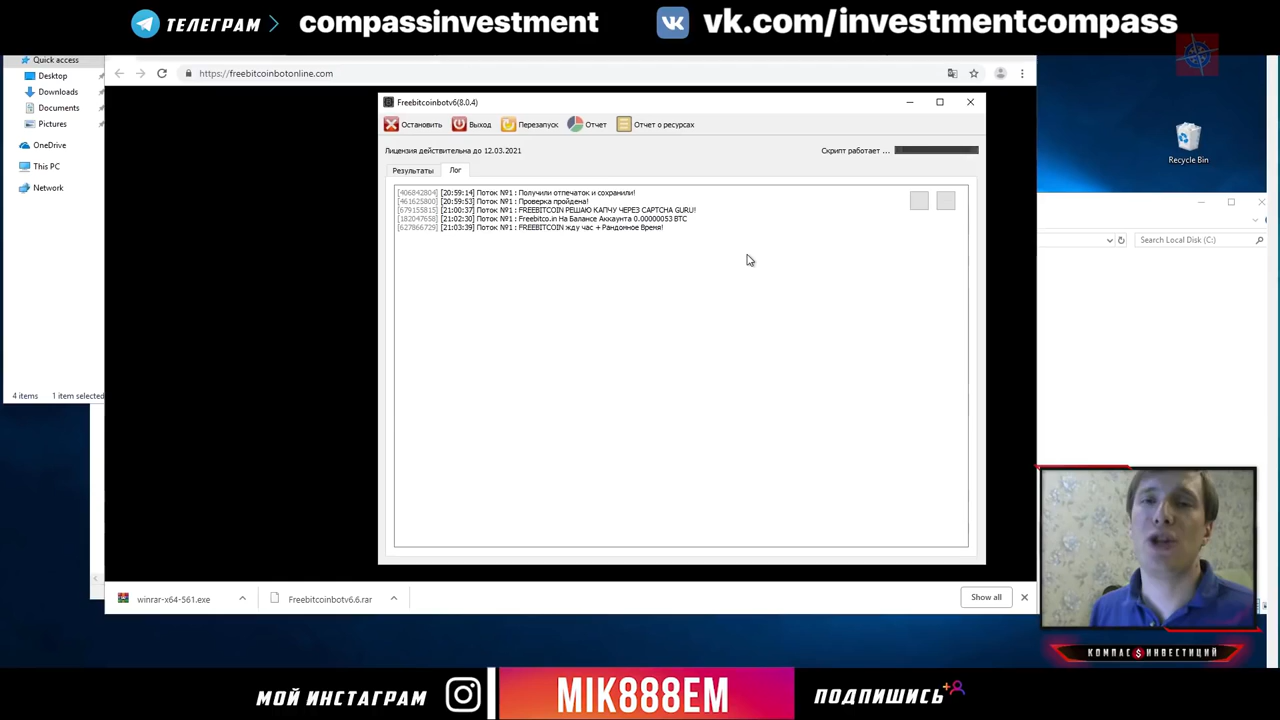 ТЕЛЕГРАМ
compassinvestment
vk.com/investmentcompass
Quick access
Desktop
Downloads
Documents
Pictures
OneDrive
This PC
Network
4 items
1 item selected
https://freebitcoinbotonline.com
Freebitcoinbotv6(8.0.4)
Остановить
Выход
Перезапуск
Отчет
Отчет о ресурсах
Лицензия действительна до 12.03.2021
Скрипт работает ...
Результаты
Лог
[406842804] [20:59:14] Поток №1 : Получили отпечаток и сохранили!
[461625800] [20:59:53] Поток №1 : Проверка пройдена!
[679155815] [21:00:37] Поток №1 : FREEBITCOIN РЕШАЮ КАПЧУ ЧЕРЕЗ CAPTCHA GURU!
[182047658] [21:02:30] Поток №1 : Freebitco.in На Балансе Аккаунта 0.00000053 BTC
[627866729] [21:03:39] Поток №1 : FREEBITCOIN жду час + Рандомное Время!
Recycle Bin
Search Local Disk (C:)
winrar-x64-561.exe
Freebitcoinbotv6.6.rar
Show all
КОМПАС $ ИНВЕСТИЦИЙ
МОЙ ИНСТАГРАМ
MIK888EM
ПОДПИШИСЬ